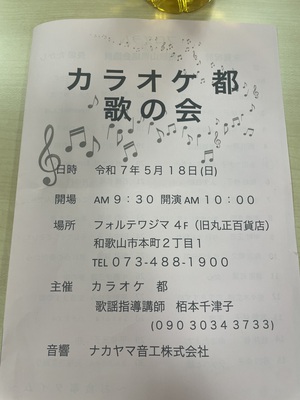 カラオケ 都
歌の会
日時 令和 7年 5月 18日(日)
開場 AM 9:30 開演 AM 10:00
場所 フォルテワジマ 4F(旧丸正百貨店)
和歌山市本町2丁目1
TEL 073-488-1900
主催 カラオケ 都
歌謡指導講師 栢本千津子
(090 3034 3733)
音響 ナカヤマ音工株式会社